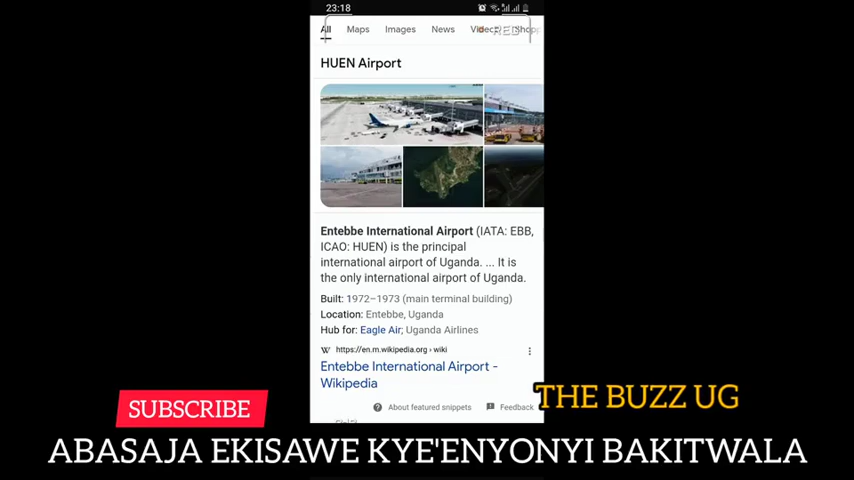 23:18
All Maps Images News Videos Shopp
HUEN Airport
Entebbe International Airport (IATA: EBB,
ICAO: HUEN) is the principal
international airport of Uganda. ... It is
the only international airport of Uganda.
Built: 1972–1973 (main terminal building)
Location: Entebbe, Uganda
Hub for: Eagle Air; Uganda Airlines
W https://en.m.wikipedia.org › wiki
Entebbe International Airport -
Wikipedia
About featured snippets Feedback
SUBSCRIBE
THE BUZZ UG
ABASAJA EKISAWE KYE'ENYONYI BAKITWALA